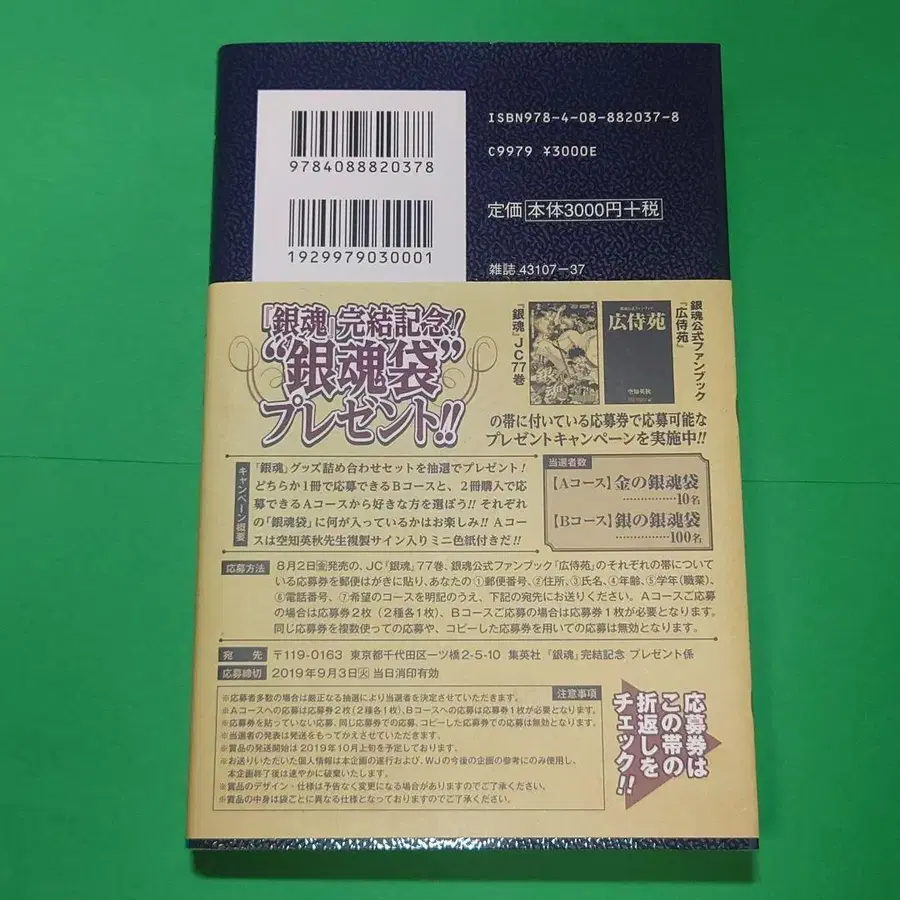 ISBN978-4-08-882037-8
C9979 ¥3000E
9784088820378
定価 本体3000円+税
1929979030001
雑誌 43107-37
『銀魂』完結記念!
“銀魂袋”
プレゼント!!
『銀魂』JC77巻
広侍苑
空知英秋
銀魂公式ファンブック
『広侍苑』
の帯に付いている応募券で応募可能な
プレゼントキャンペーンを実施中!!
キャンペーン概要
「銀魂」グッズ詰め合わせセットを抽選でプレゼント!
どちらか1冊で応募できるBコースと、2冊購入で応
募できるAコースから好きな方を選ぼう!! それぞれ
の「銀魂袋」に何が入っているかはお楽しみ!! Aコー
スは空知英秋先生複製サイン入りミニ色紙付きだ!!
当選者数
【Aコース】金の銀魂袋
……………10名
【Bコース】銀の銀魂袋
……………100名
応募方法
8月2日㊎発売の、JC『銀魂』77巻、銀魂公式ファンブック『広侍苑』のそれぞれの帯につい
ている応募券を郵便はがきに貼り、あなたの①郵便番号、②住所、③氏名、④年齢、⑤学年(職業)、
⑥電話番号、⑦希望のコースを明記のうえ、下記の宛先にお送りください。Aコースご応募
の場合は応募券2枚(2種各1枚)、Bコースご応募の場合は応募券1枚が必要となります。
同じ応募券を複数使っての応募や、コピーした応募券を用いての応募は無効となります。
宛先 〒119-0163 東京都千代田区一ツ橋2-5-10 集英社「銀魂」完結記念 プレゼント係
応募締切 2019年9月3日㊋ 当日消印有効
注意事項
※応募者多数の場合は厳正なる抽選により当選者を決定させていただきます。
※Aコースへの応募は応募券2枚(2種各1枚)、Bコースへの応募は応募券1枚が必要となります。
※応募券を貼っていない応募、同じ応募券での応募、コピーした応募券での応募は無効となります。
※当選者の発表は発送をもってかえさせていただきます。
※賞品の発送開始は2019年10月上旬を予定しております。
※お送りいただいた個人情報は本企画の遂行および、WJの今後の企画の参考にのみ使用し、
本企画終了後は速やかに破棄いたします。
※賞品のデザイン・仕様は予告なく変更になる場合がありますのでご了承ください。
※賞品の中身は袋ごとに異なる仕様となっておりますのでご了承ください。
応募券は
この帯の
折返しを
チェック!!